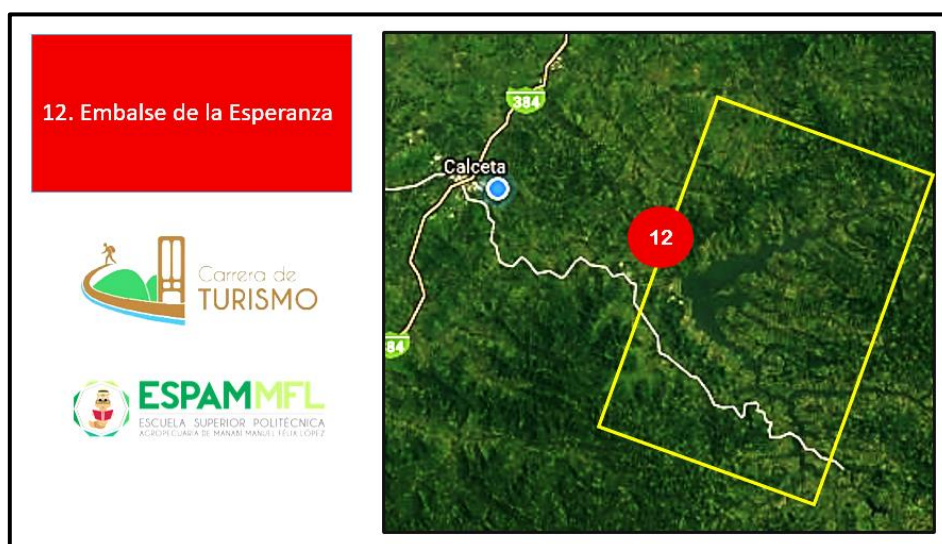 12. Embalse de la Esperanza
Carrera de
TURISMO
ESPAMMFL
ESCUELA SUPERIOR POLITÉCNICA
AGROPECUARIA DE MANABÍ MANUEL FÉLIX LÓPEZ
384
Calceta
12
84